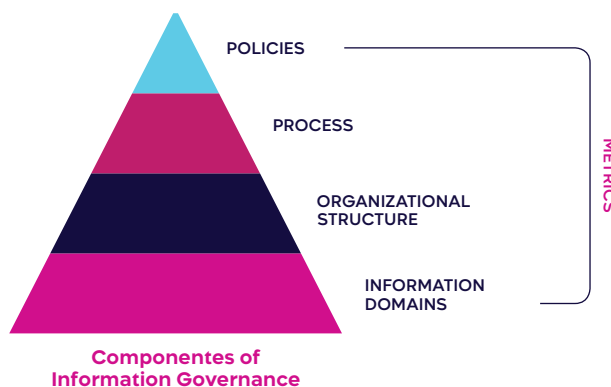 POLICIES
PROCESS
METRICS
ORGANIZATIONAL
STRUCTURE
INFORMATION
DOMAINS
Componentes of
Information Governance